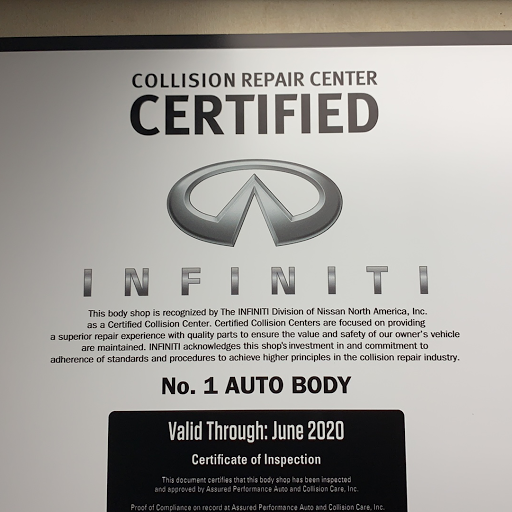 COLLISION REPAIR CENTER
CERTIFIED
INFINITI
This body shop is recognized by The INFINITI Division of Nissan North America, Inc.
as a Certified Collision Center. Certified Collision Centers are focused on providing
a superior repair experience with quality parts to ensure the value and safety of our owner's vehicle
are maintained. INFINITI acknowledges this shop's investment in and commitment to
adherence of standards and procedures to achieve higher principles in the collision repair industry.
No. 1 AUTO BODY
Valid Through: June 2020
Certificate of Inspection
This document certifies that this body shop has been inspected
and approved by Assured Performance Auto and Collision Care, Inc.
Proof of Compliance on record at Assured Performance Auto and Collision Care, Inc.